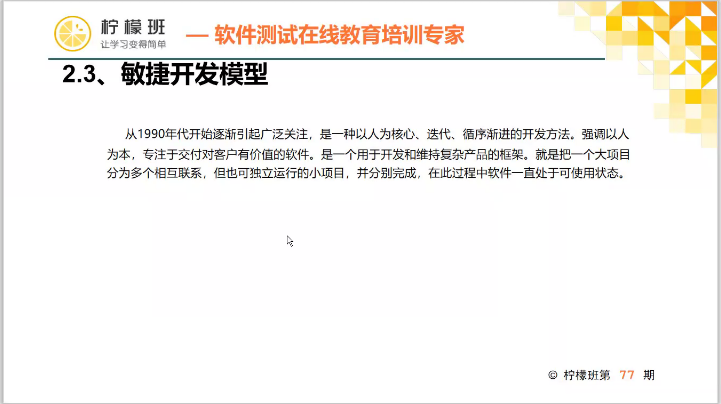 柠檬班
让学习变得简单
— 软件测试在线教育培训专家
2.3、敏捷开发模型
从1990年代开始逐渐引起广泛关注，是一种以人为核心、迭代、循序渐进的开发方法。强调以人
为本，专注于交付对客户有价值的软件。是一个用于开发和维持复杂产品的框架。就是把一个大项目
分为多个相互联系，但也可独立运行的小项目，并分别完成，在此过程中软件一直处于可使用状态。
© 柠檬班第 77 期